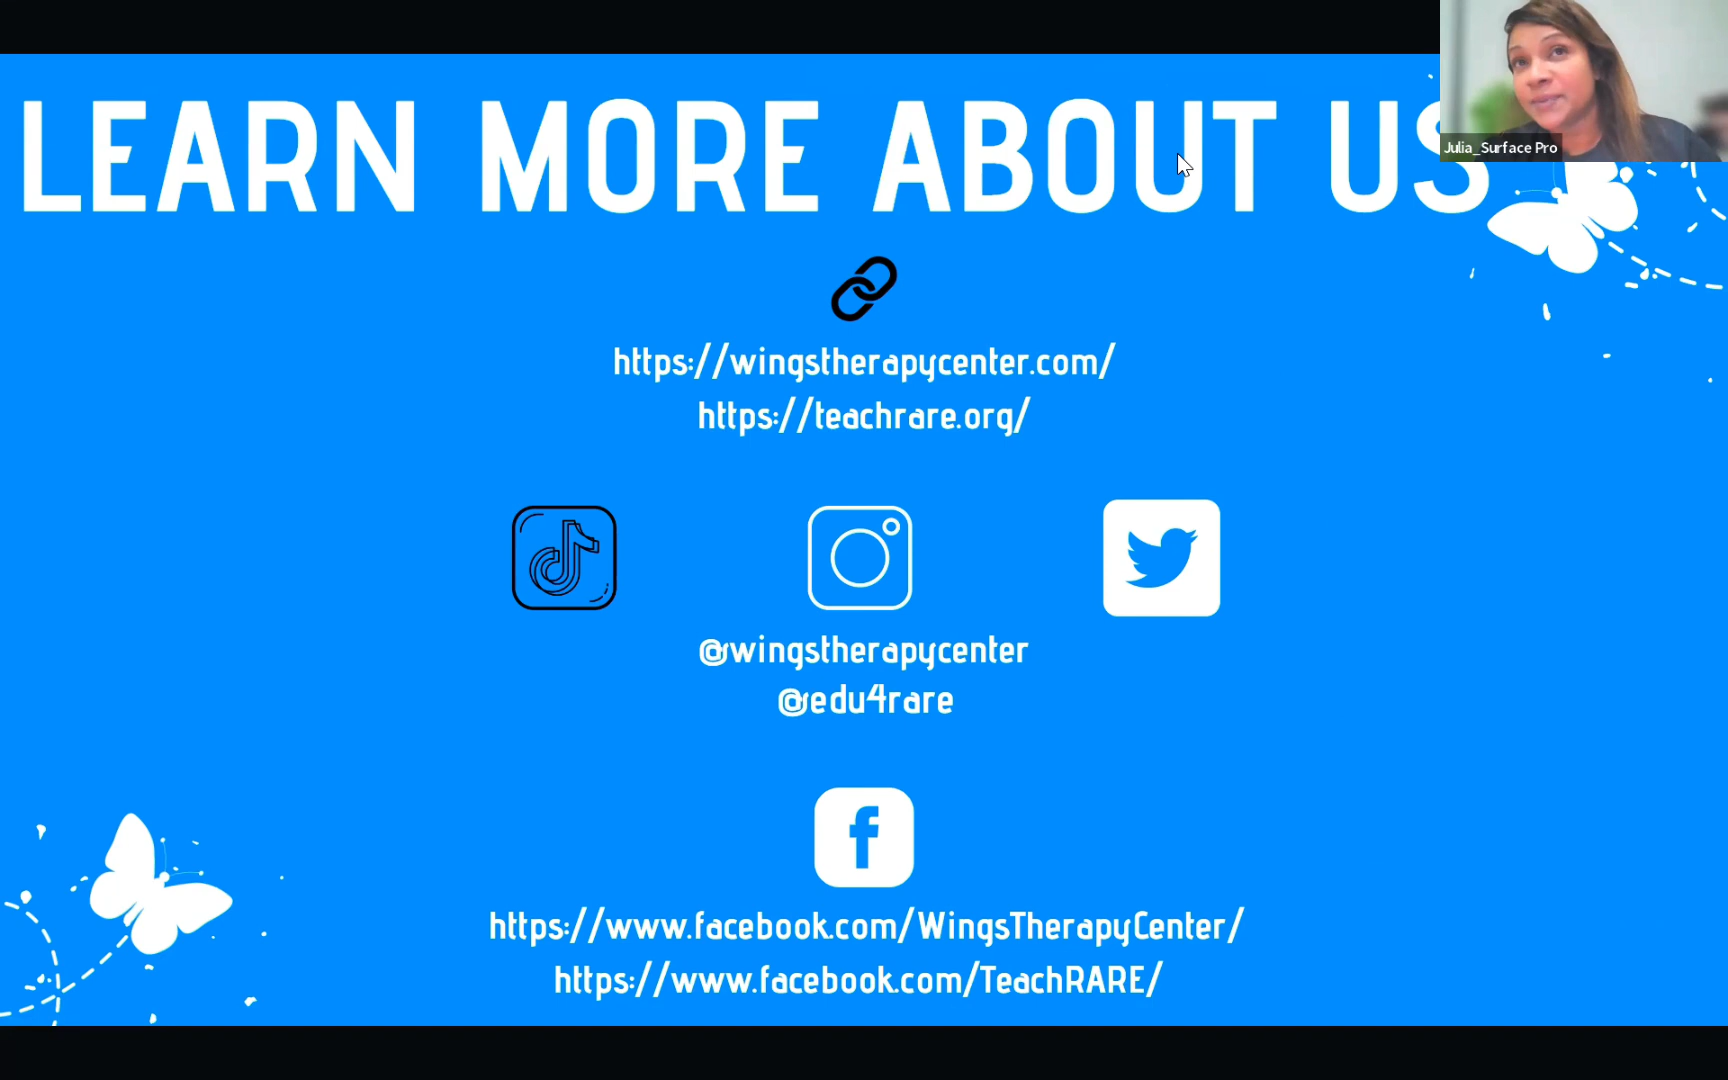 LEARN MORE ABOUT US
Julia_Surface Pro
https://wingstherapycenter.com/
https://teachrare.org/
@wingstherapycenter
@edu4rare
f
https://www.facebook.com/WingsTherapyCenter/
https://www.facebook.com/TeachRARE/